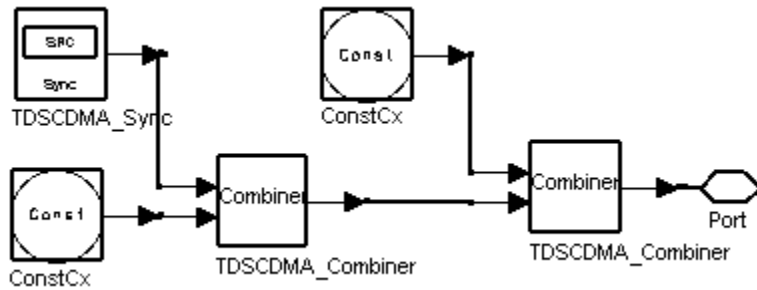 SRC
Sync
TDSCDMA_Sync
Const
ConstCx
Const
ConstCx
Combiner
TDSCDMA_Combiner
Combiner
TDSCDMA_Combiner
Port